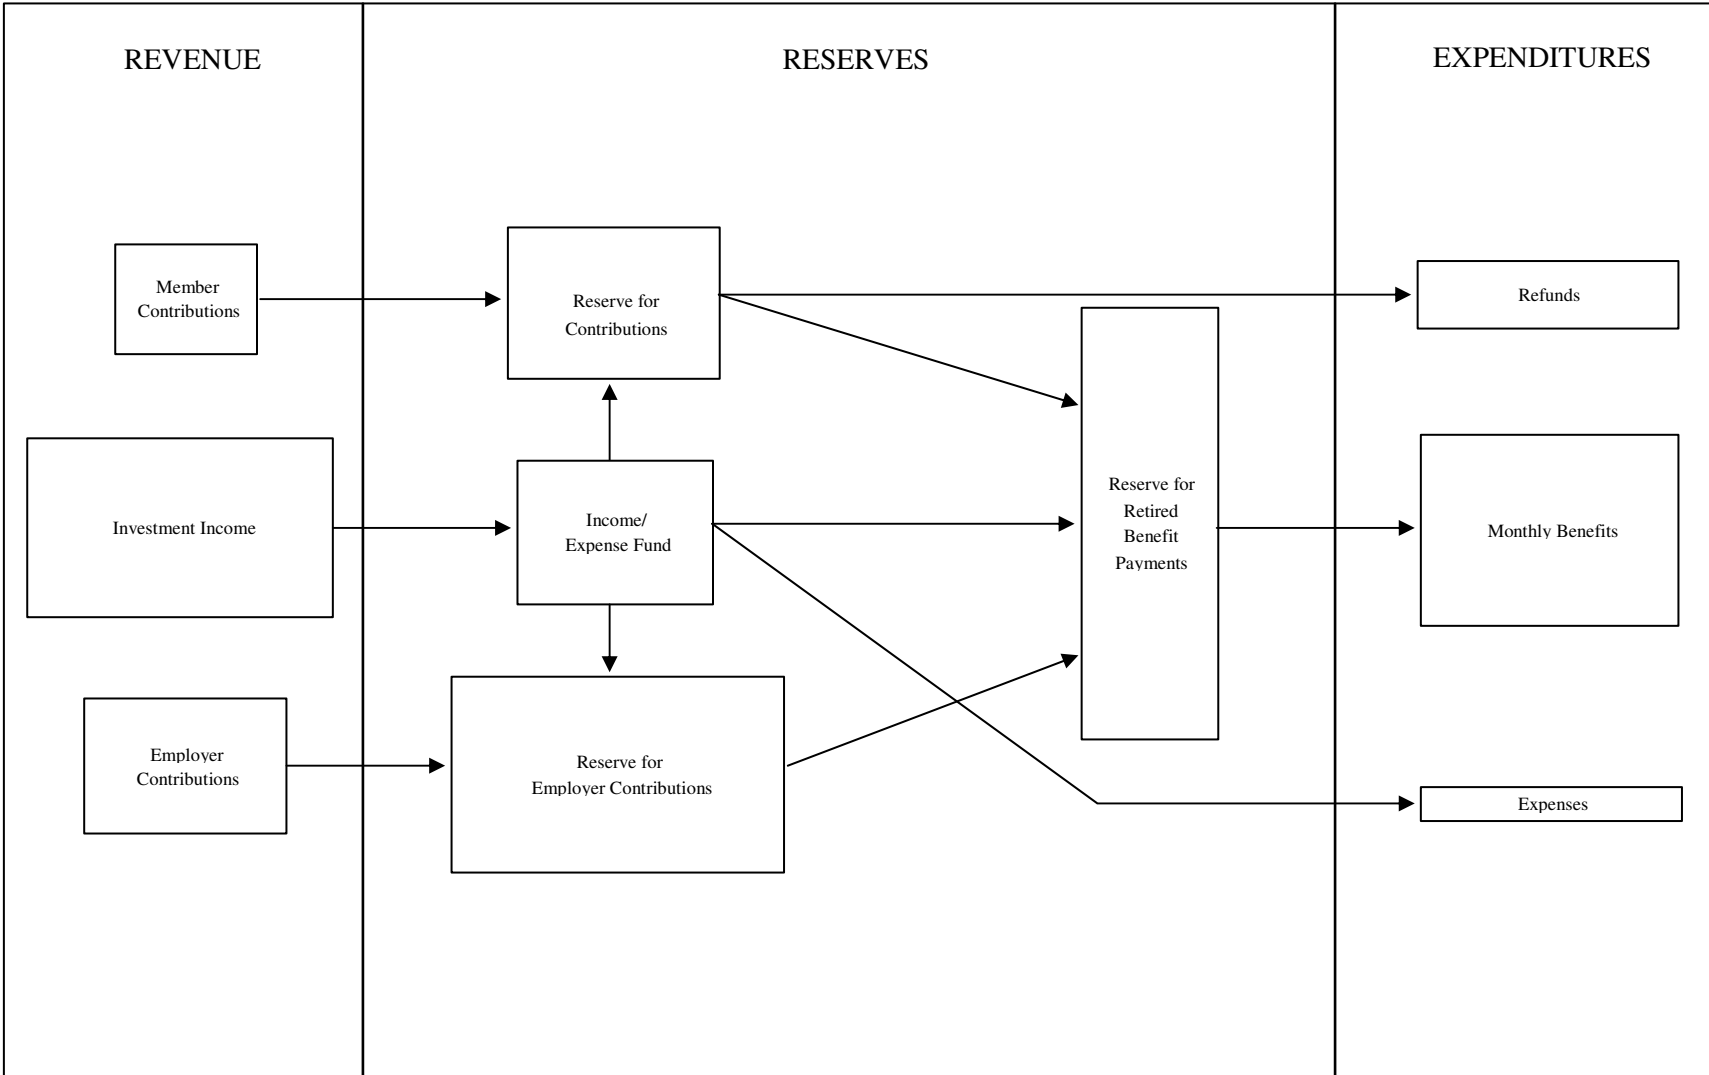 REVENUE
RESERVES
EXPENDITURES
Member
Contributions
Reserve for
Contributions
Refunds
Investment Income
Income/
Expense Fund
Reserve for
Retired
Benefit
Payments
Monthly Benefits
Employer
Contributions
Reserve for
Employer Contributions
Expenses